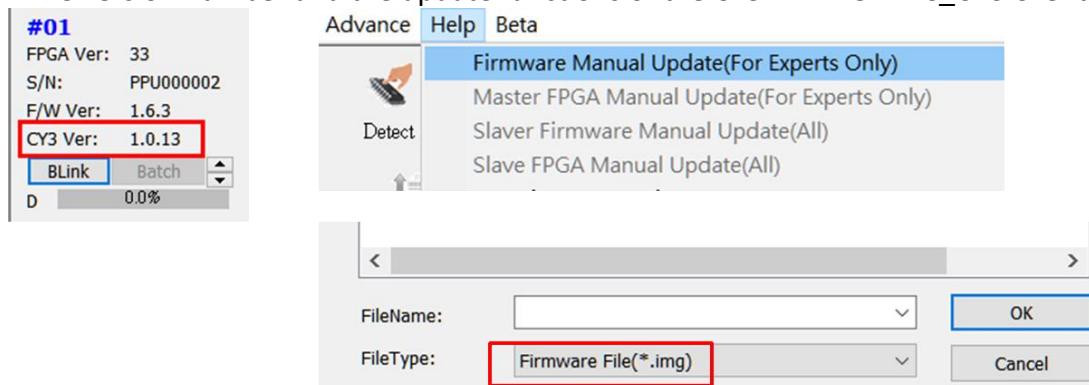 #01
FPGA Ver: 33
S/N: PPU000002
F/W Ver: 1.6.3
CY3 Ver: 1.0.13
BLink Batch
D 0.0%
Advance Help Beta
Firmware Manual Update(For Experts Only)
Master FPGA Manual Update(For Experts Only)
Detect
Slaver Firmware Manual Update(All)
Slave FPGA Manual Update(All)
FileName:
OK
FileType:
Firmware File(*.img)
Cancel